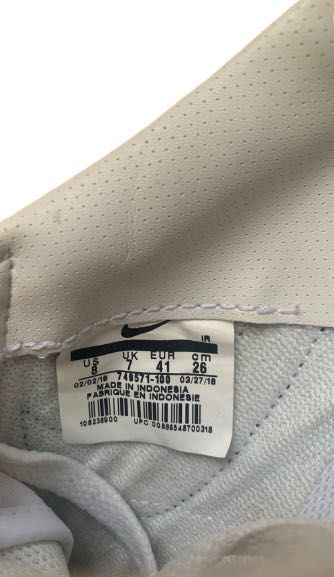 IR
US UK EUR cm
8 7 41 26
02/02/18 749571-100 03/27/18
MADE IN INDONESIA
FABRIQUE EN INDONESIE
UPC